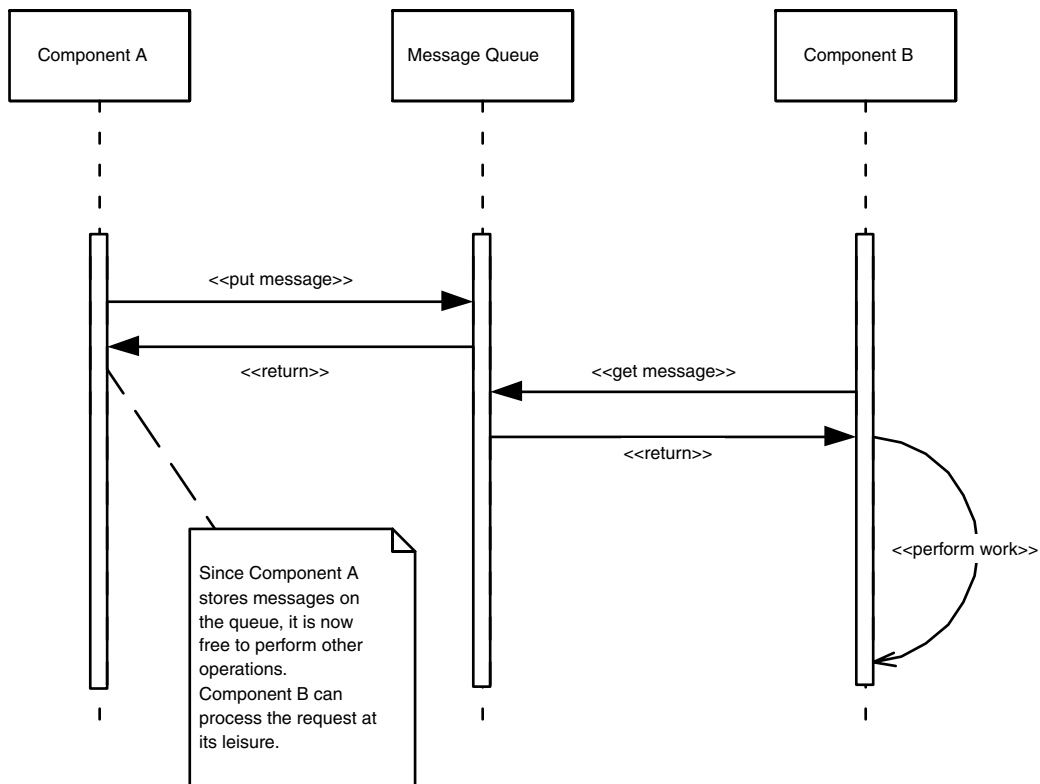 Component A
Message Queue
Component B
<<put message>>
<<return>>
<<get message>>
<<return>>
<<perform work>>
Since Component A
stores messages on
the queue, it is now
free to perform other
operations.
Component B can
process the request at
its leisure.